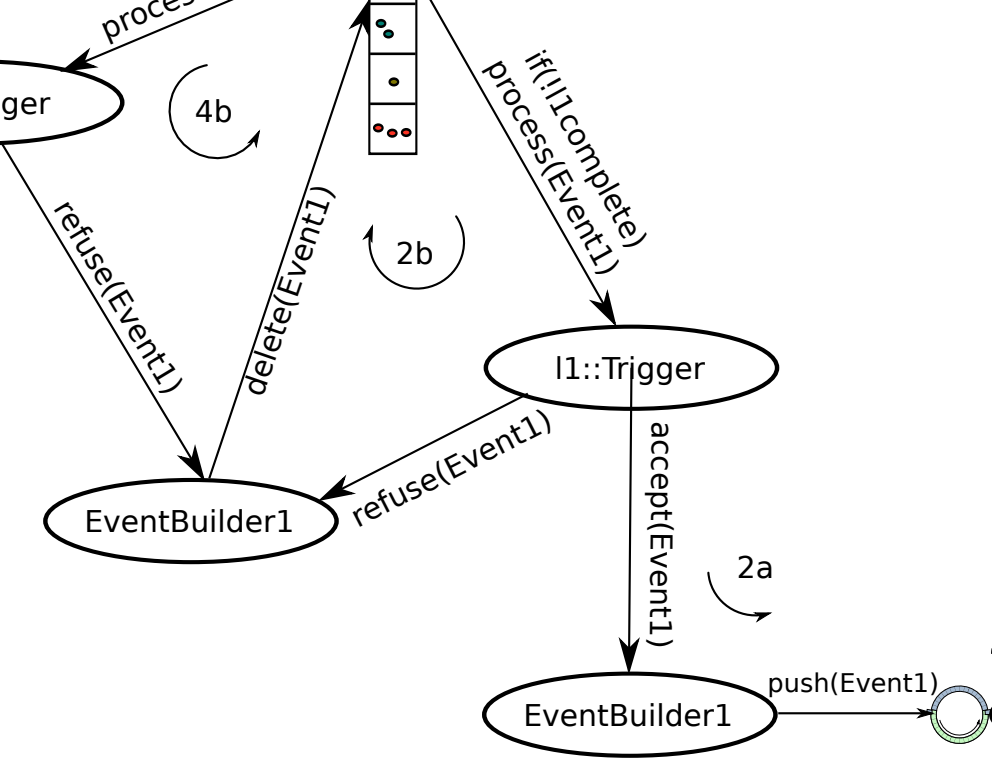 proces
ger
4b
if(!l1complete)
process(Event1)
refuse(Event1)
delete(Event1)
2b
l1::Trigger
refuse(Event1)
accept(Event1)
EventBuilder1
2a
EventBuilder1
push(Event1)